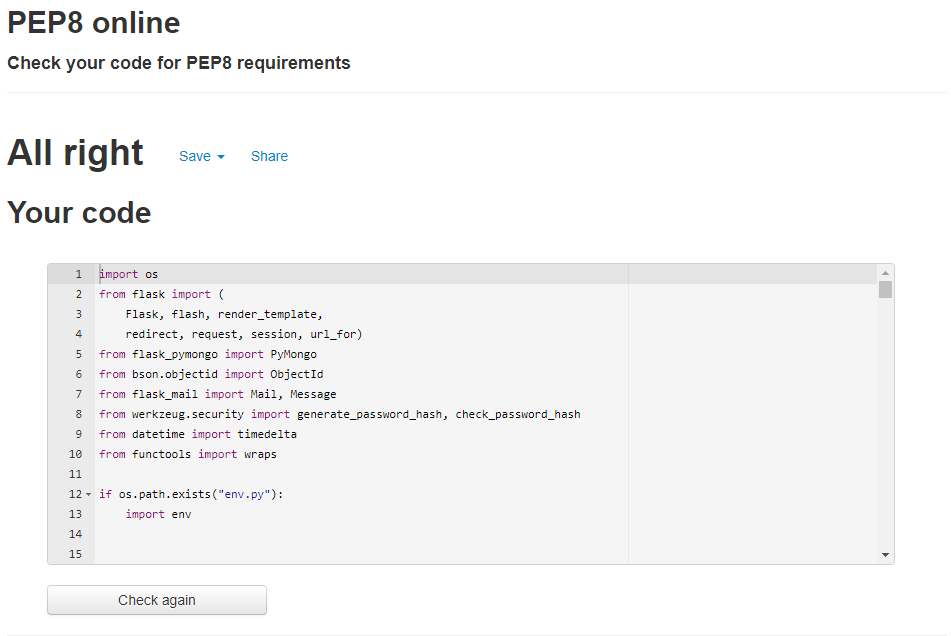 PEP8 online
Check your code for PEP8 requirements
All right Save Share
Your code
1 import os
2 from flask import (
3     Flask, flash, render_template,
4     redirect, request, session, url_for)
5 from flask_pymongo import PyMongo
6 from bson.objectid import ObjectId
7 from flask_mail import Mail, Message
8 from werkzeug.security import generate_password_hash, check_password_hash
9 from datetime import timedelta
10 from functools import wraps
11
12 if os.path.exists("env.py"):
13     import env
14
15
Check again